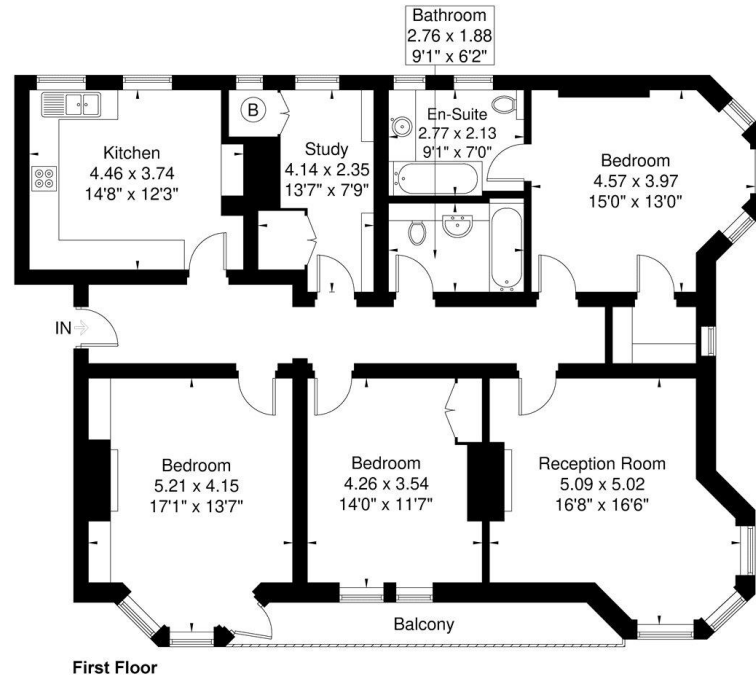 Bathroom
2.76 x 1.88
9'1" x 6'2"
En-Suite
2.77 x 2.13
9'1" x 7'0"
B
Kitchen
4.46 x 3.74
14'8" x 12'3"
Study
4.14 x 2.35
13'7" x 7'9"
Bedroom
4.57 x 3.97
15'0" x 13'0"
IN
Bedroom
5.21 x 4.15
17'1" x 13'7"
Bedroom
4.26 x 3.54
14'0" x 11'7"
Reception Room
5.09 x 5.02
16'8" x 16'6"
Balcony
First Floor